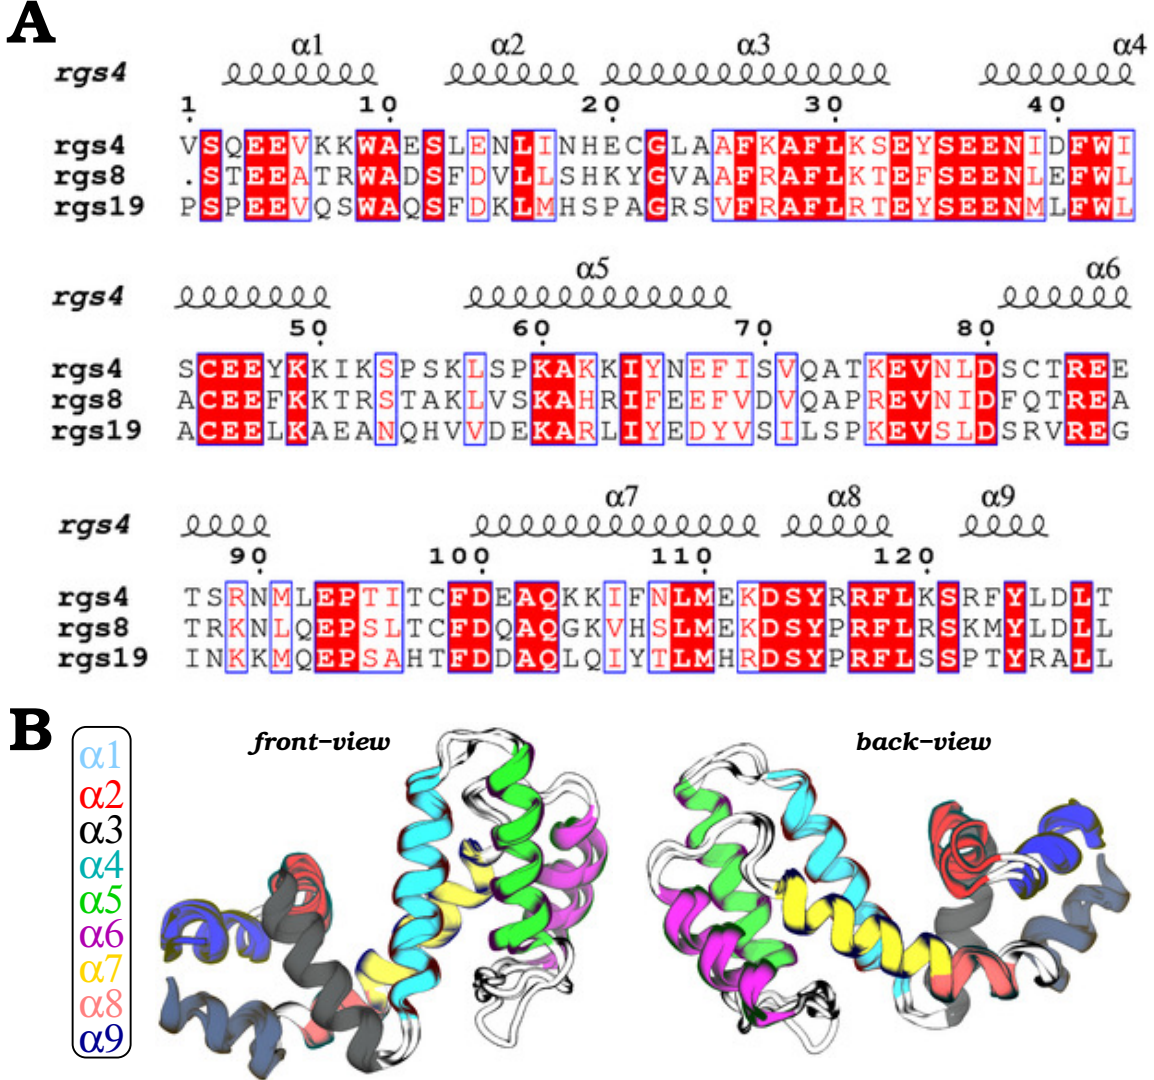 A
α1 α2 α3 α4
rgs4
1 10 20 30 40
rgs4 VSQEEVKKWAESLENLINHECGLAAFKAFLKSEYSEENIDFWI
rgs8 .STEEATRWADSFDVLLSHKYGVAAFRAFLKTEFSEENLEFWL
rgs19 PSPEEVQSWAQSFDKLMHSPAGRSVFRAFLRTEYSEENMLFWL
α5 α6
rgs4
50 60 70 80
rgs4 SCEEYKKIKSPSKLSPKAKKIYNEFISVQATKEVNLDSCTREE
rgs8 ACEEFKKTRSTAKLVSKAHRIFEEFVDVQAPREVNIDFQTREA
rgs19 ACEELKAEANQHVVDEKARLIYEDYVSILSPKEVSLDSRVREG
α7 α8 α9
rgs4
90 100 110 120
rgs4 TSRNMLEPTITCFDEAQKKIFNLMEKDSYRRFLKSRFYLDLT
rgs8 TRKNLQEPSLTCFDQAQGKVHSLMEKDSYPRFLRSKMYLDLL
rgs19 INKKMQEPSAHTFDDAQLQIYTLMHRDSYPRFLSSPTYRALL
B
front-view
back-view
α1
α2
α3
α4
α5
α6
α7
α8
α9